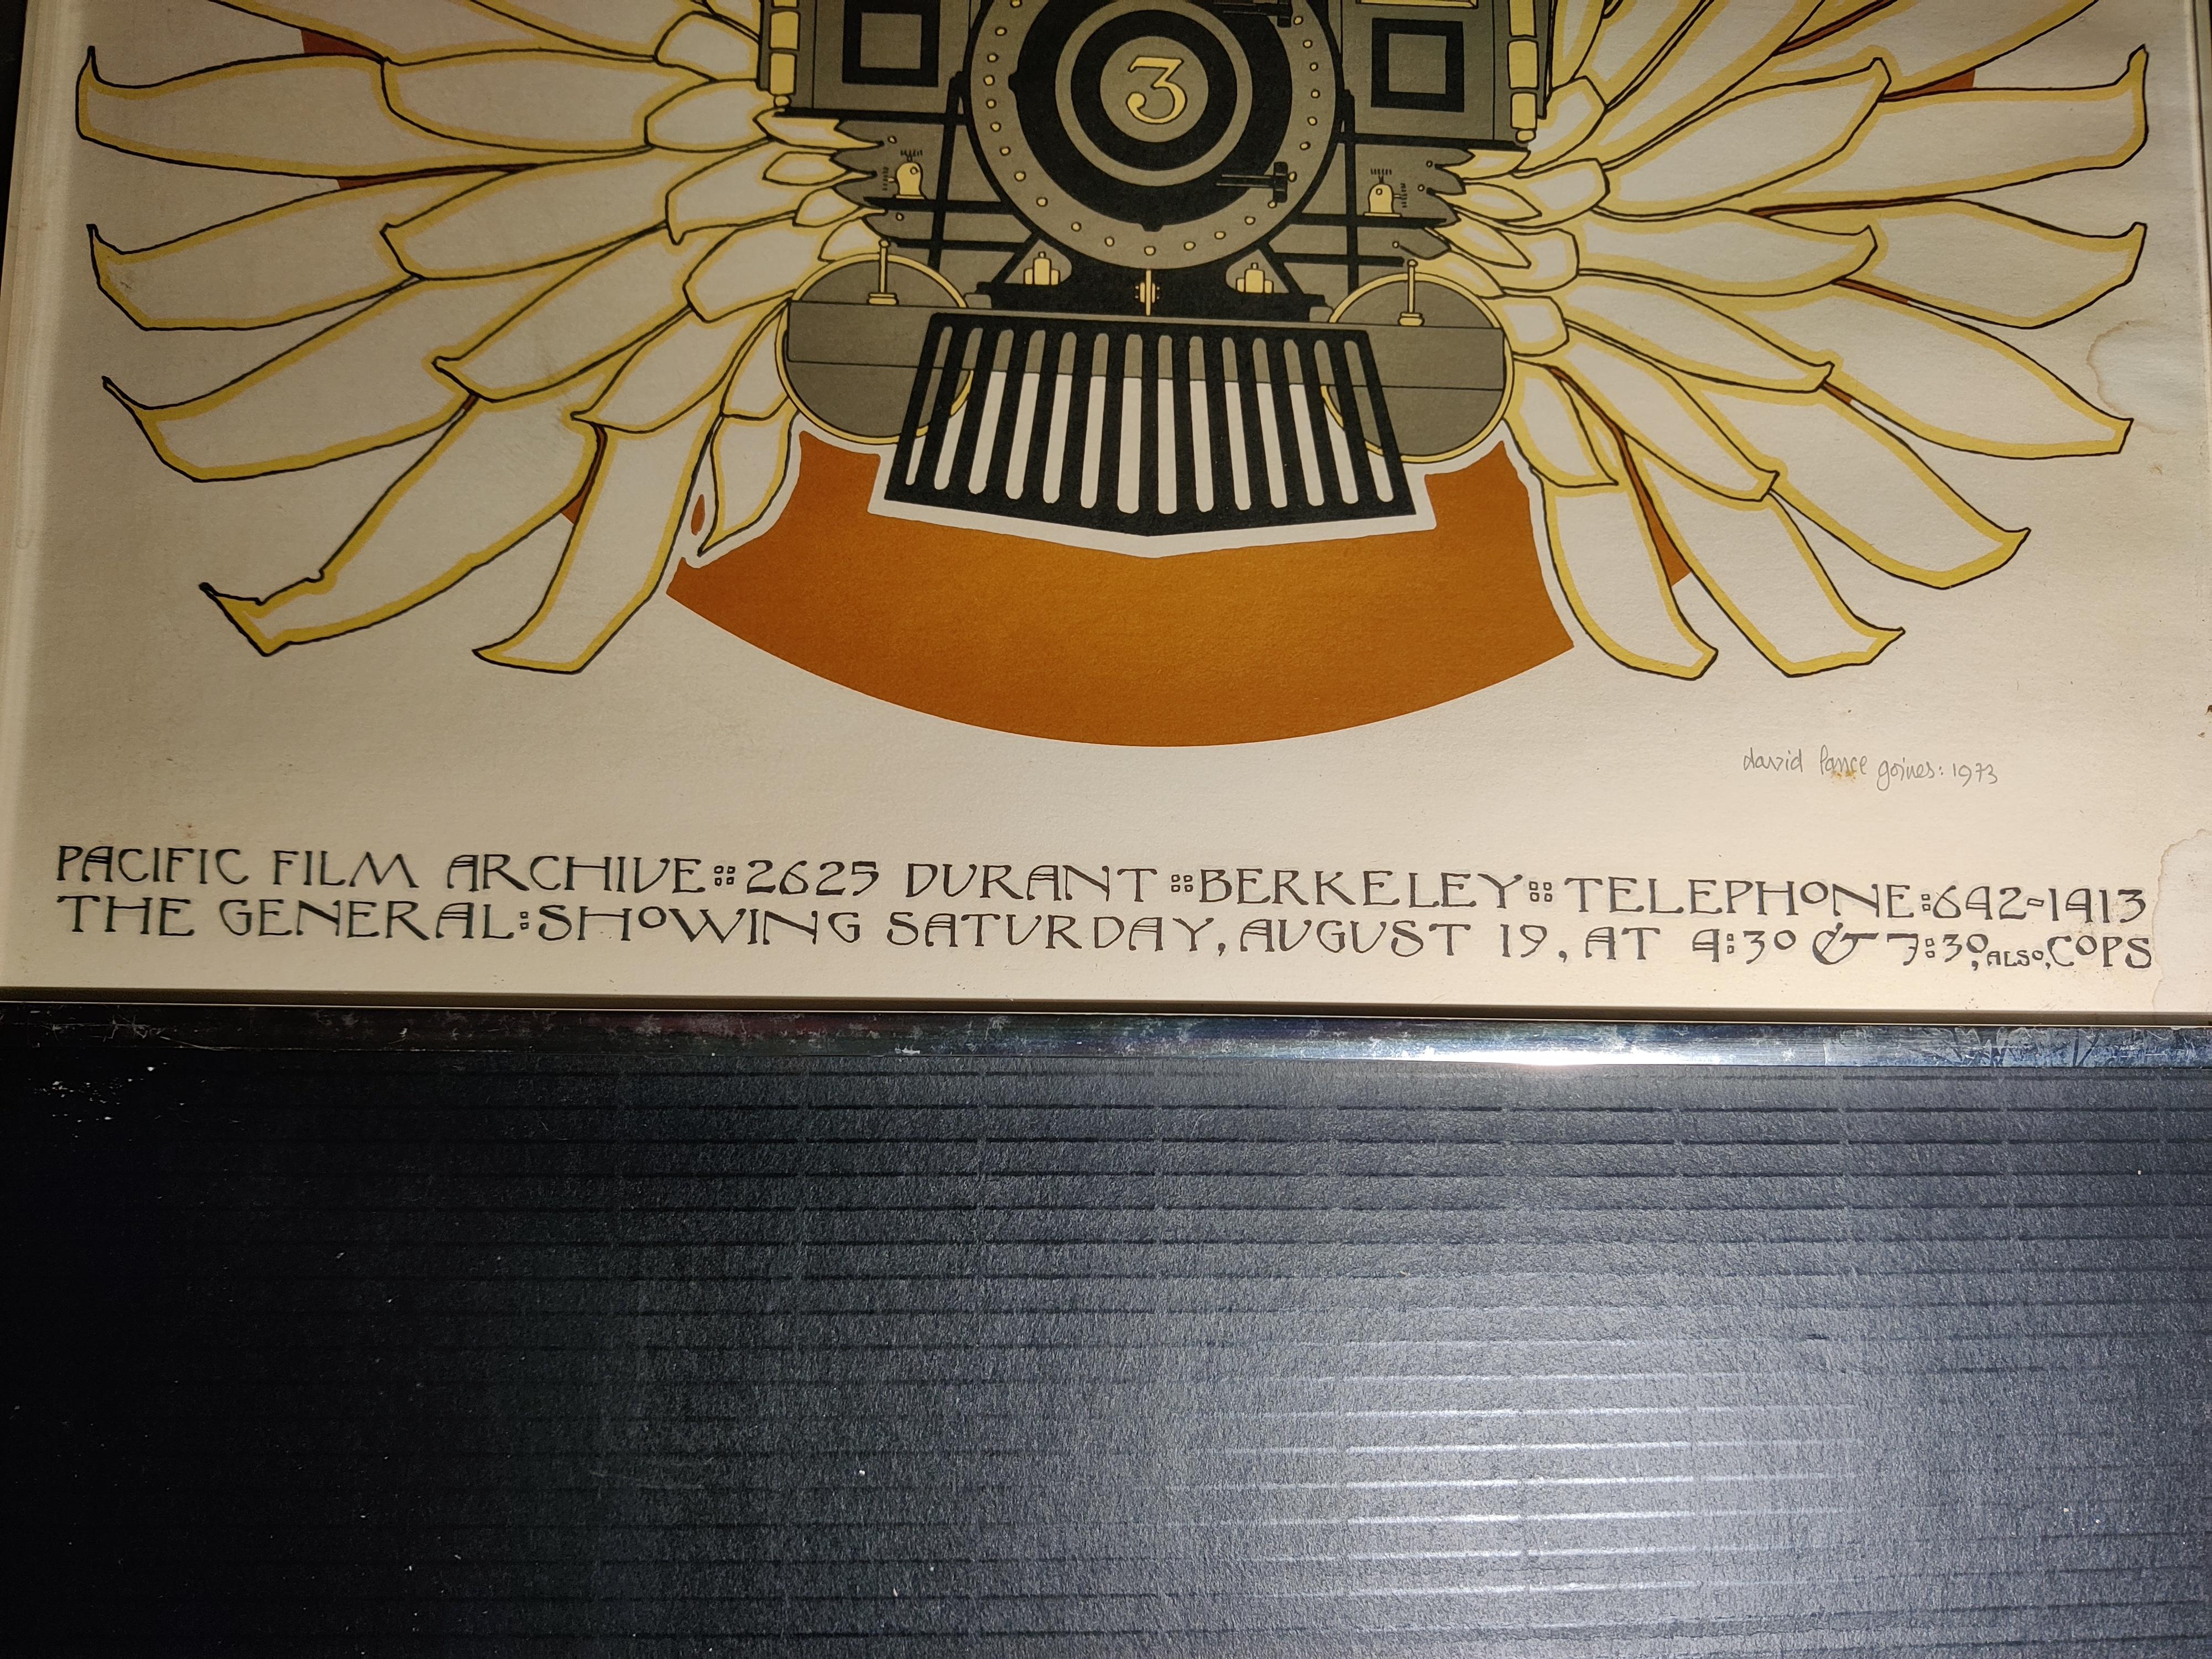 3
david lance goines: 1973
PACIFIC FILM ARCHIVE::2625 DURANT::BERKELEY::TELEPHONE:642-1413
THE GENERAL:SHOWING SATURDAY, AUGUST 19, AT 4:30 & 7:30, ALSO, COPS